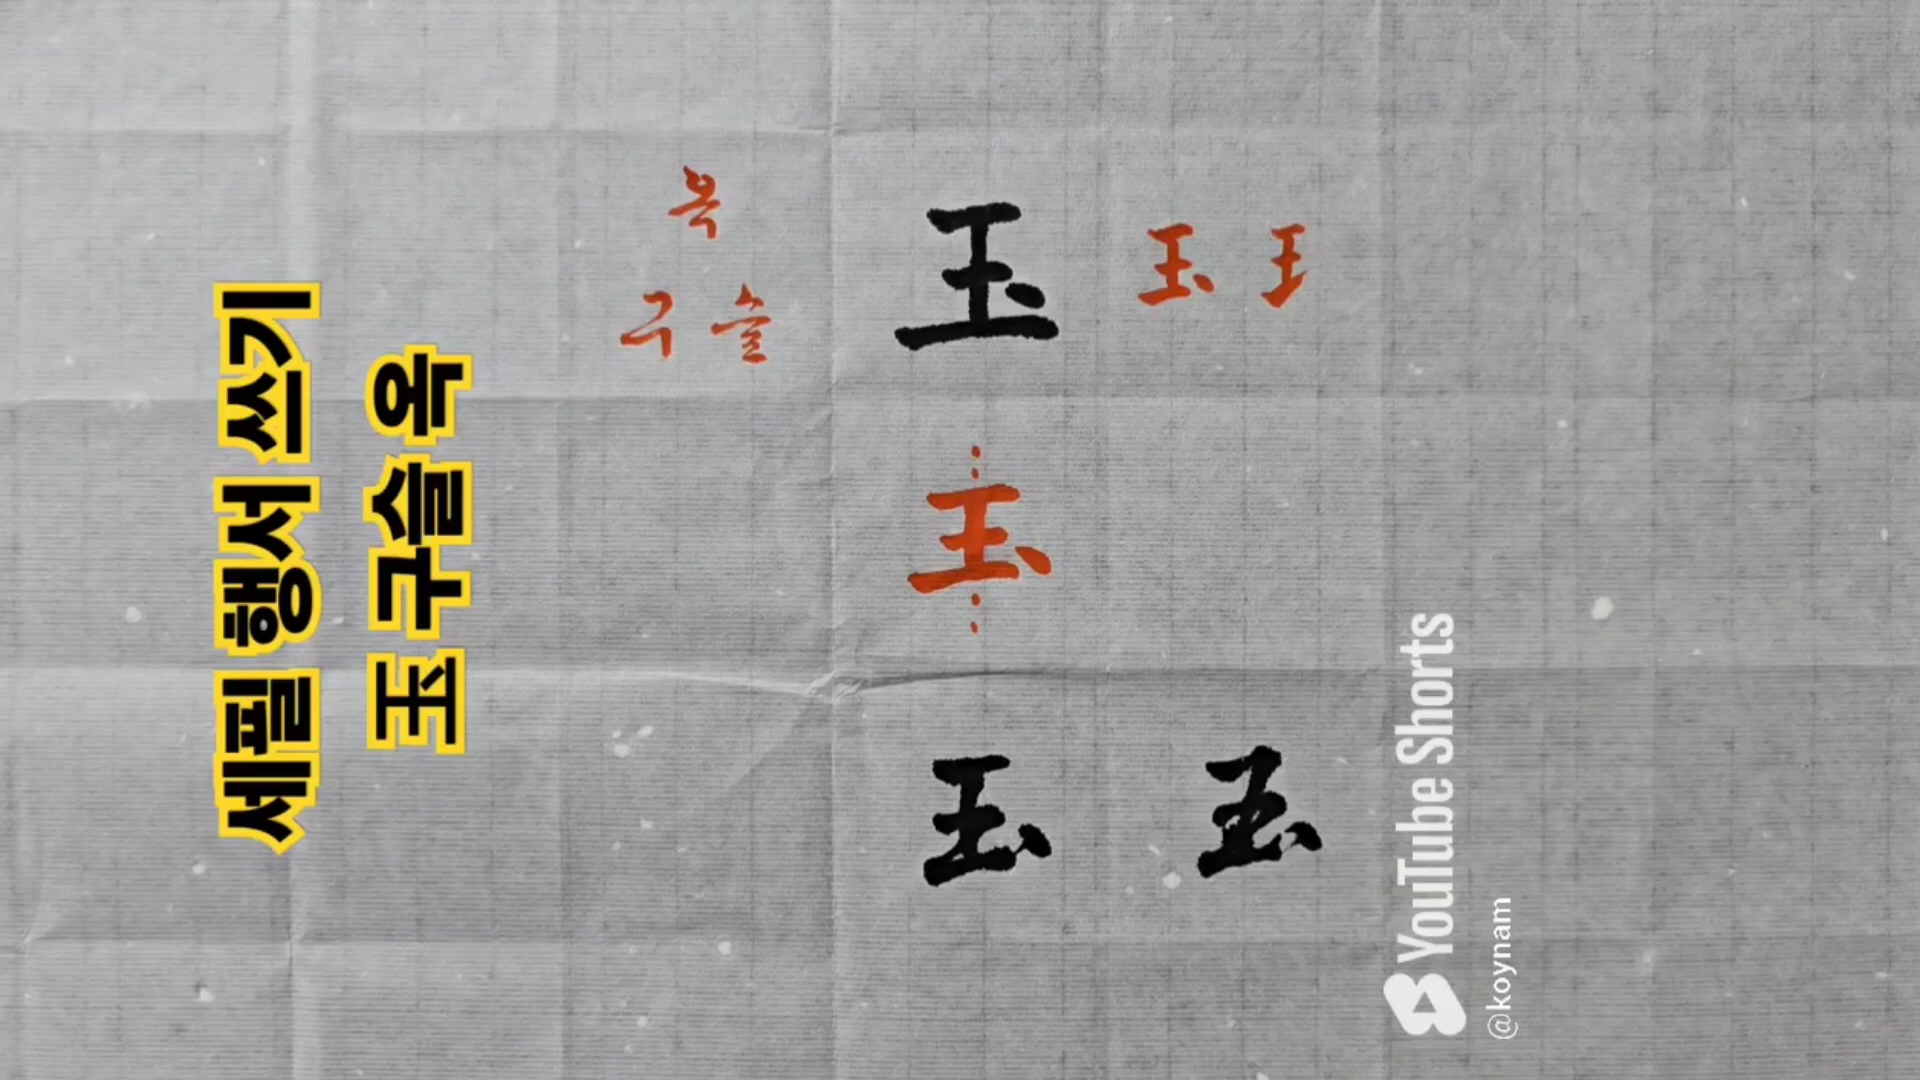 세필 행서 쓰기
玉 구슬 옥
옥
구슬
玉 玉 王
玉
玉 玉
YouTube Shorts
@koynam